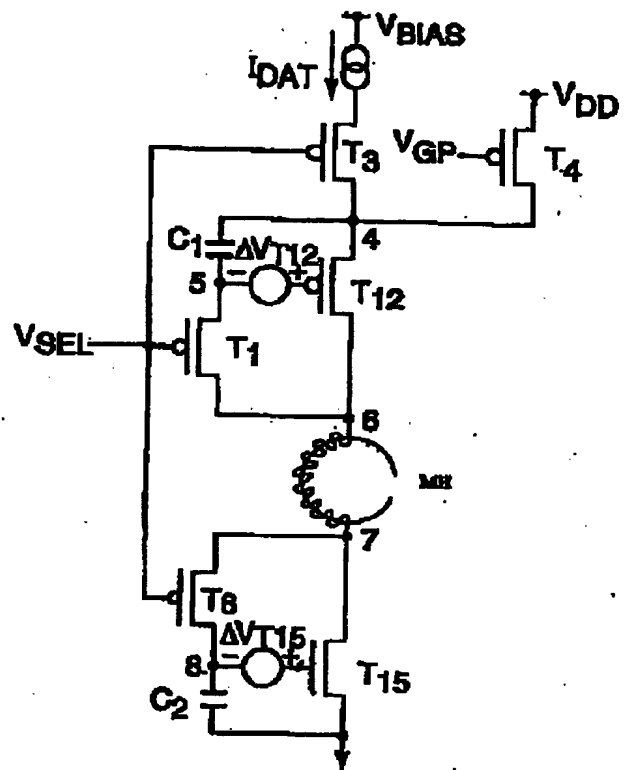 VBIAS
IDAT
VDD
T3
VGP
T4
4
C1
ΔVT12
5
− +
T12
VSEL
T1
6
MH
7
T6
ΔVT15
8
− +
T15
C2